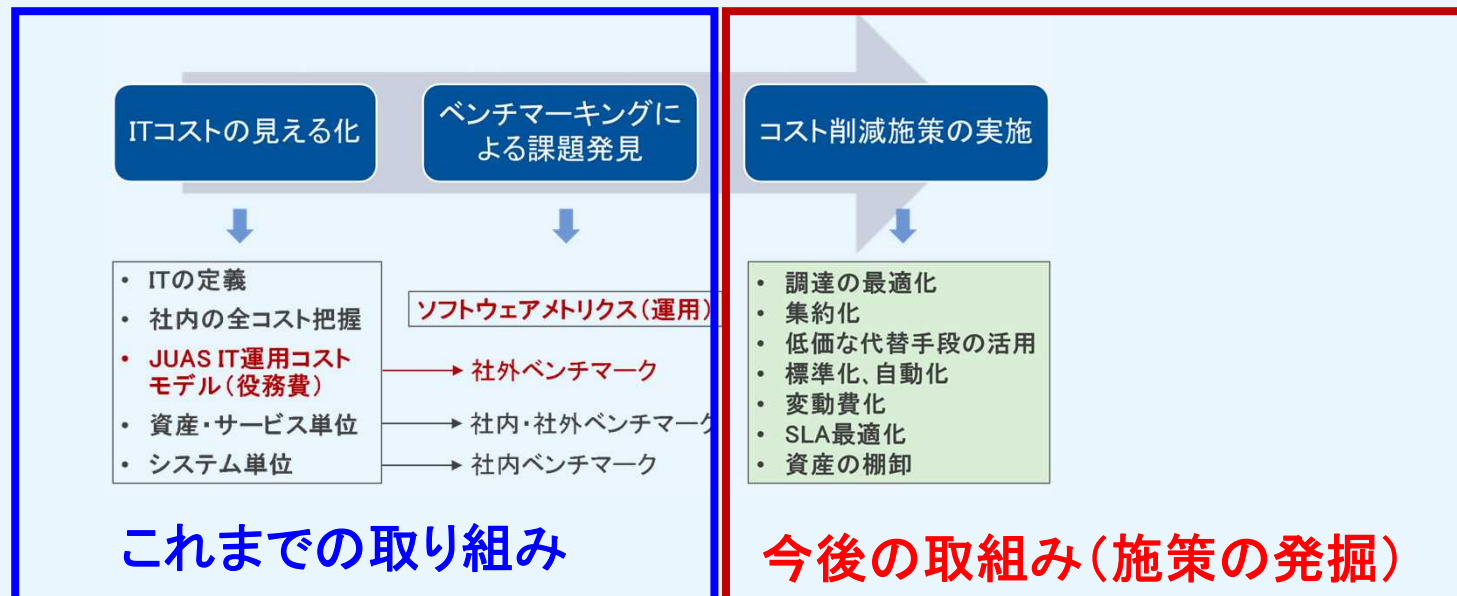 ITコストの見える化
ベンチマーキングに
よる課題発見
コスト削減施策の実施
• ITの定義
• 社内の全コスト把握
• JUAS IT運用コスト
モデル（役務費）
• 資産・サービス単位
• システム単位
ソフトウェアメトリクス（運用）
社外ベンチマーク
社内・社外ベンチマーク
社内ベンチマーク
• 調達の最適化
• 集約化
• 低価な代替手段の活用
• 標準化、自動化
• 変動費化
• SLA最適化
• 資産の棚卸
これまでの取り組み
今後の取組み（施策の発掘）